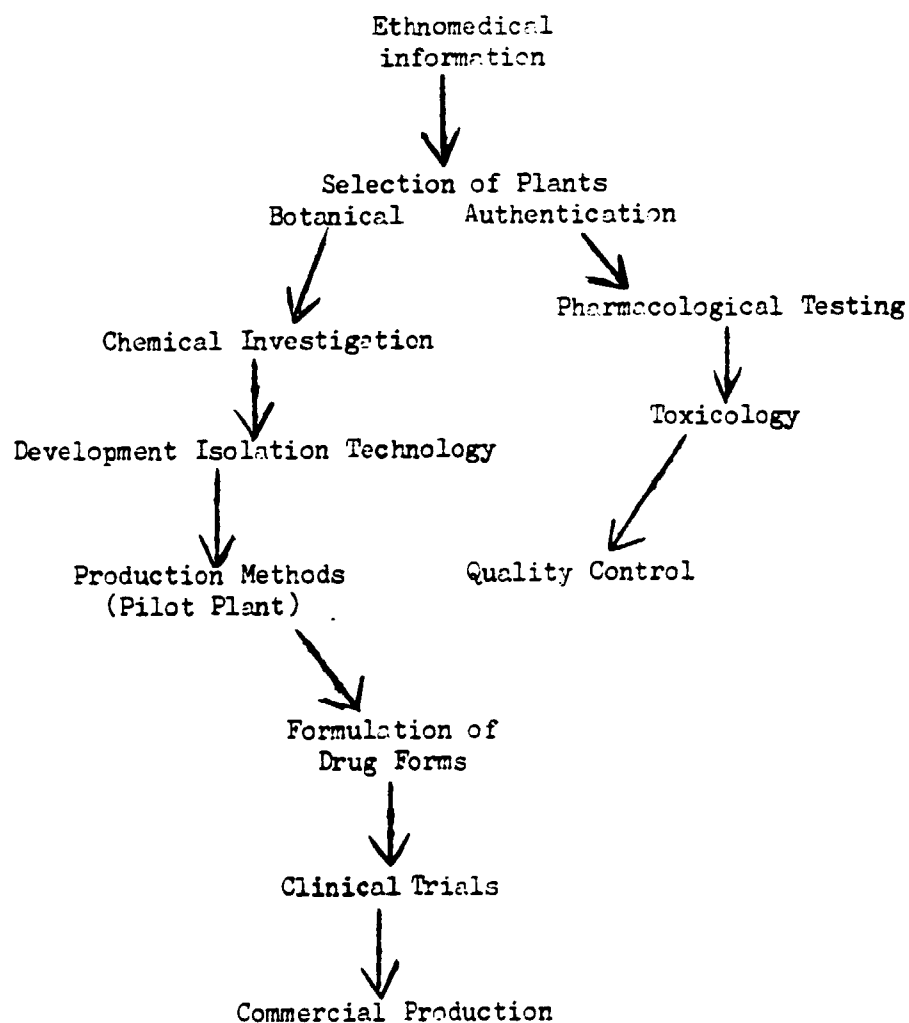 Ethnomedical
information
Selection of Plants
Botanical Authentication
Pharmacological Testing
Chemical Investigation
Toxicology
Development Isolation Technology
Production Methods
(Pilot Plant)
Quality Control
Formulation of
Drug Forms
Clinical Trials
Commercial Production